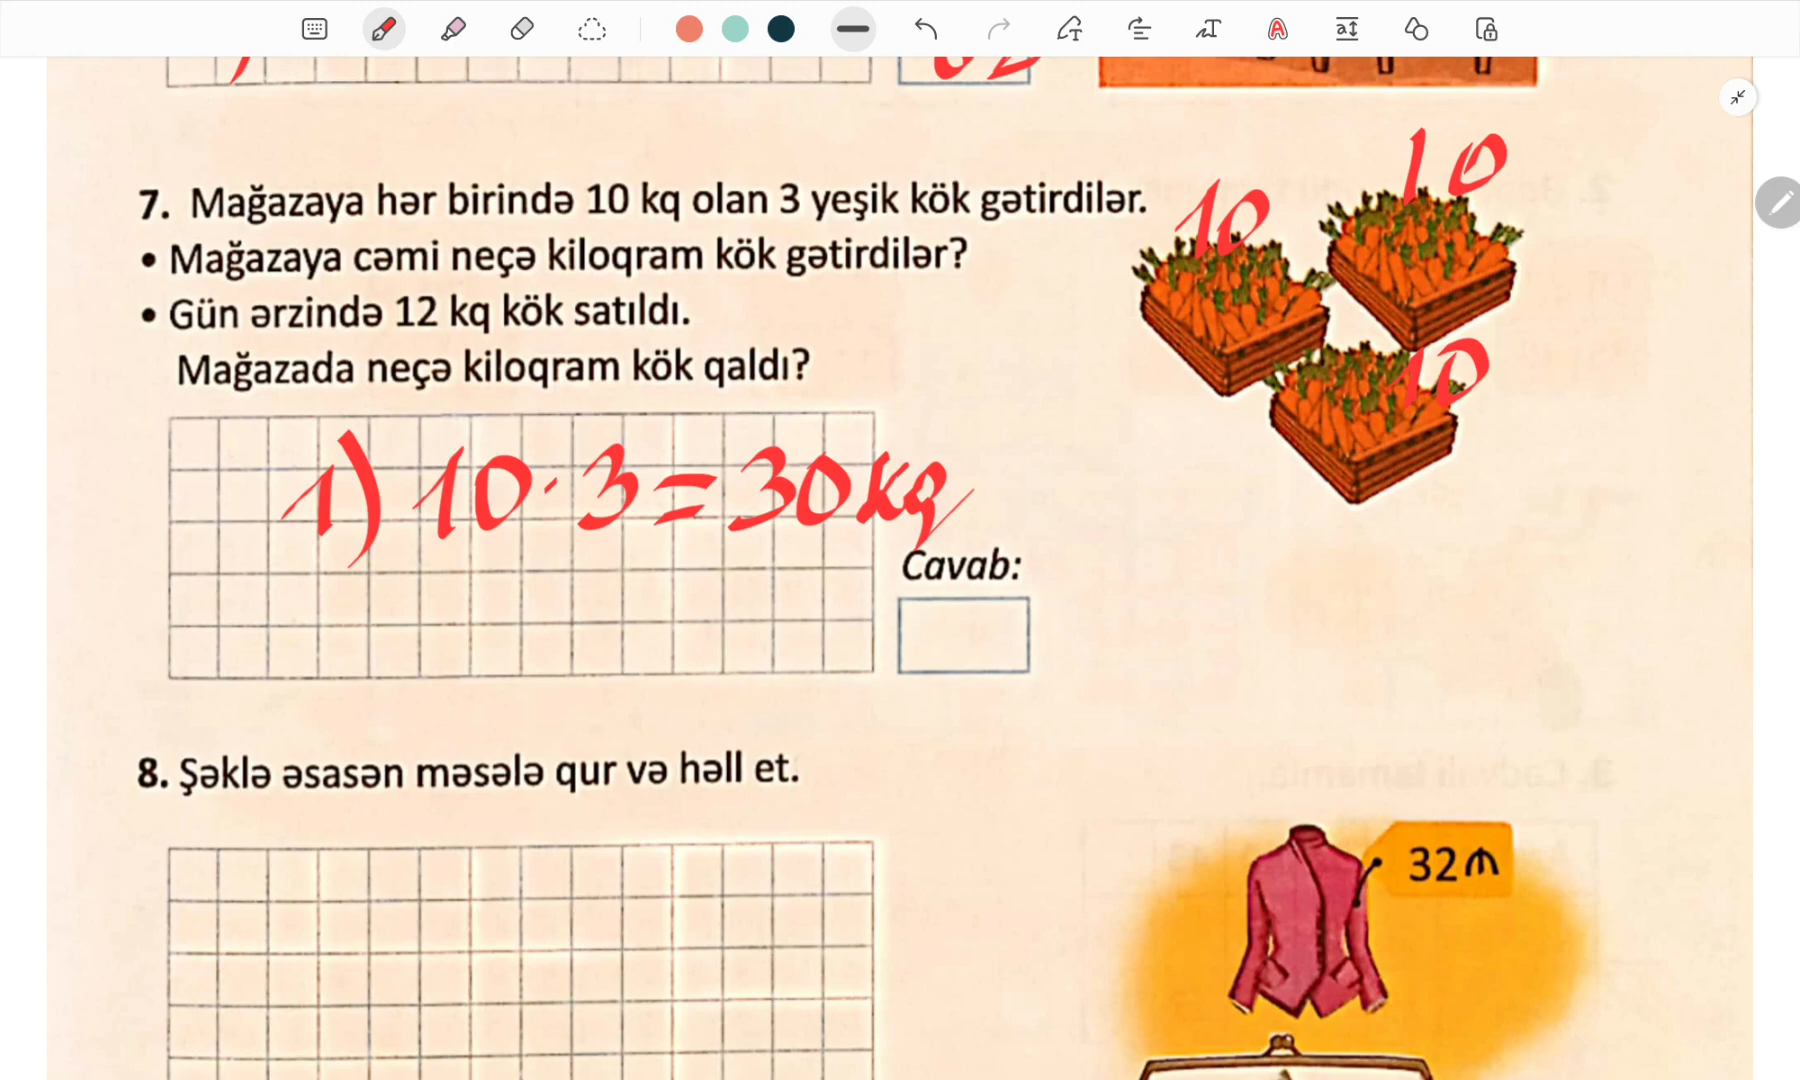 7. Mağazaya hər birində 10 kq olan 3 yeşik kök gətirdilər.
• Mağazaya cəmi neçə kiloqram kök gətirdilər?
• Gün ərzində 12 kq kök satıldı.
Mağazada neçə kiloqram kök qaldı?
10
10
10
1) 10 · 3 = 30 kq
Cavab:
8. Şəklə əsasən məsələ qur və həll et.
32 ₼